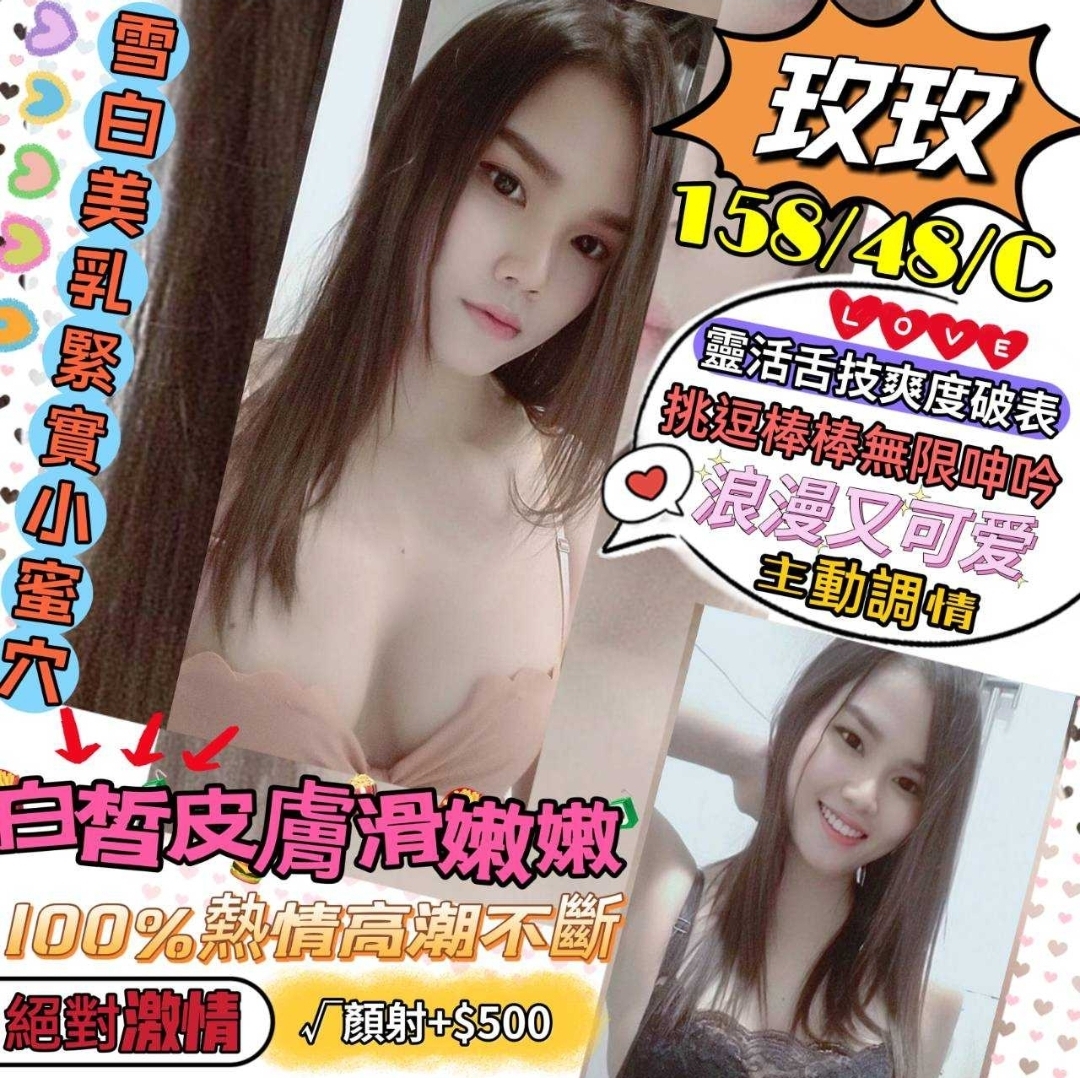 雪白美乳緊實小蜜穴
玫玫
158/48/C
LOVE
靈活舌技爽度破表
挑逗棒棒無限呻吟
浪漫又可爱
主動調情
白皙皮膚滑嫩嫩
100%熱情高潮不斷
絕對激情
√顏射+$500